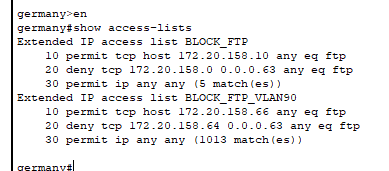 germany>en
germany#show access-lists
Extended IP access list BLOCK_FTP
10 permit tcp host 172.20.158.10 any eq ftp
20 deny tcp 172.20.158.0 0.0.0.63 any eq ftp
30 permit ip any any (5 match(es))
Extended IP access list BLOCK_FTP_VLAN90
10 permit tcp host 172.20.158.66 any eq ftp
20 deny tcp 172.20.158.64 0.0.0.63 any eq ftp
30 permit ip any any (1013 match(es))
germany#